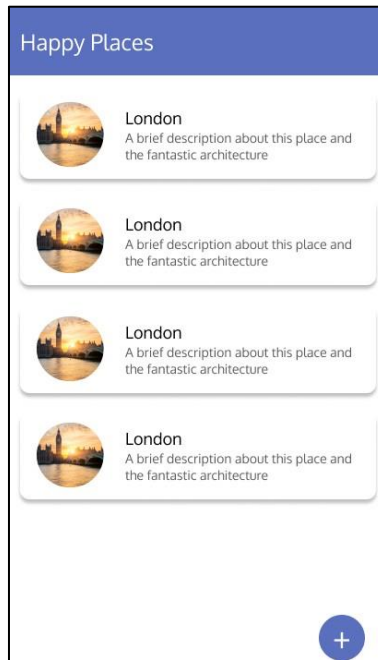 Happy Places
London
A brief description about this place and
the fantastic architecture
London
A brief description about this place and
the fantastic architecture
London
A brief description about this place and
the fantastic architecture
London
A brief description about this place and
the fantastic architecture
+